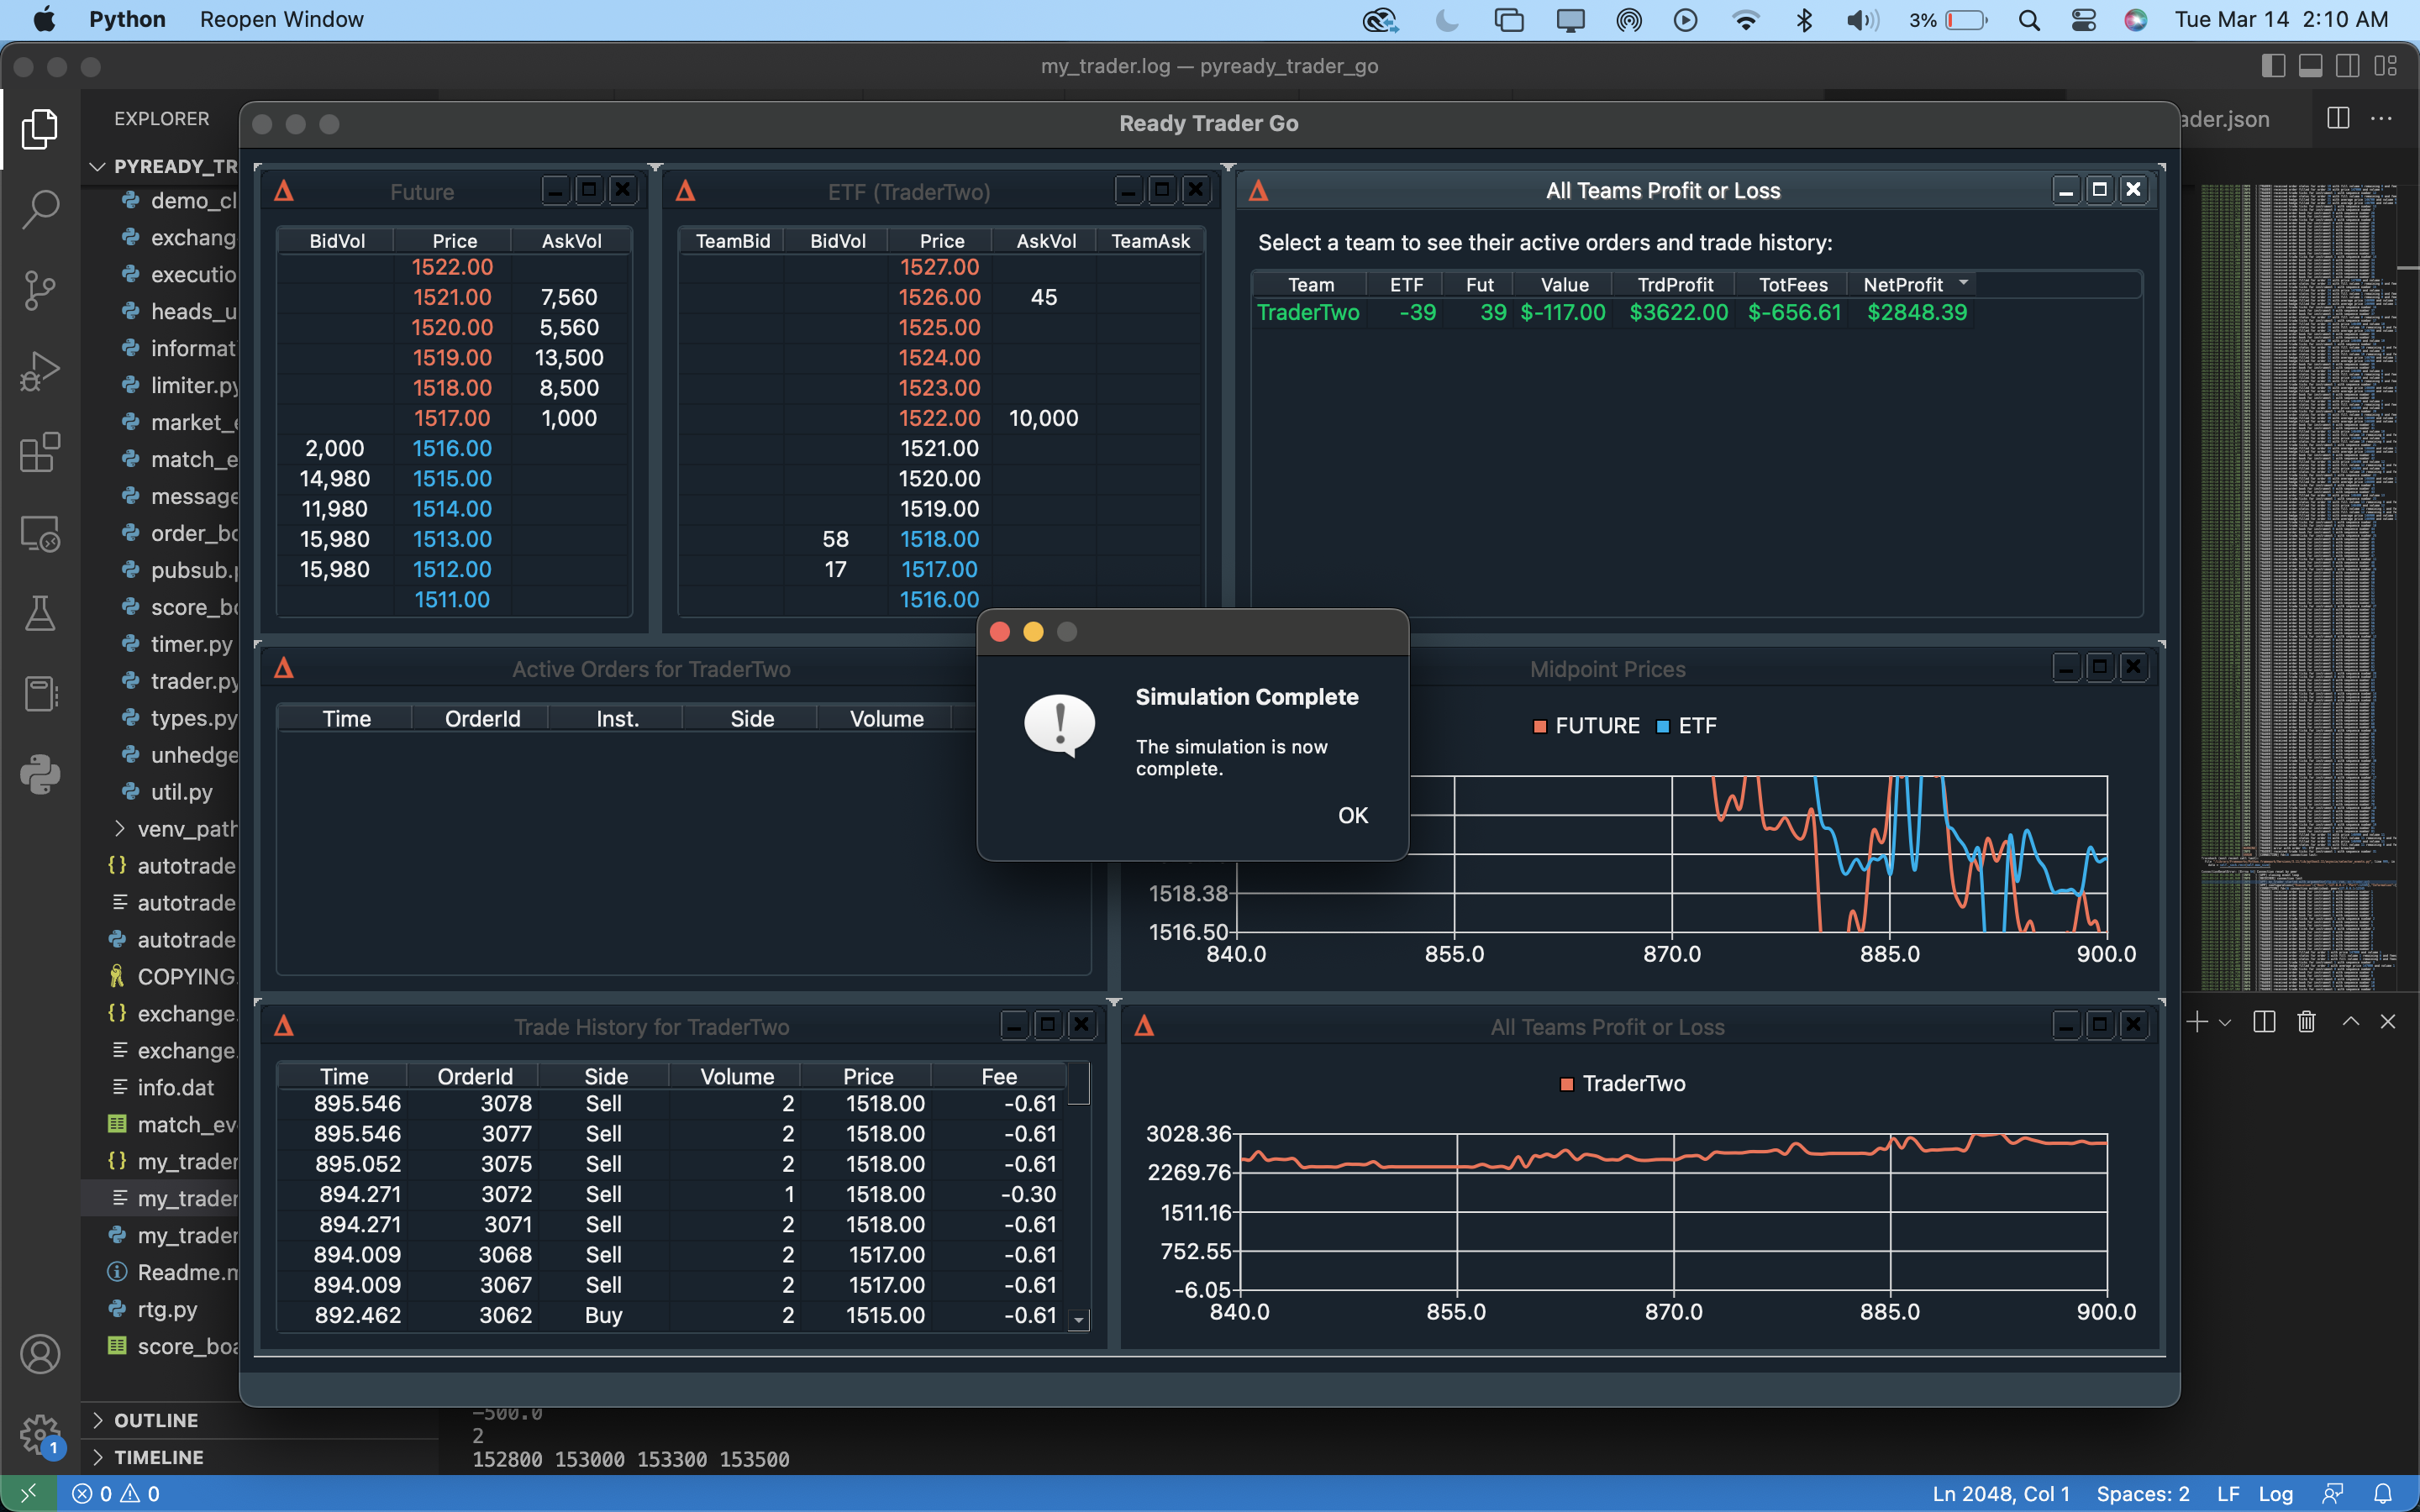 Python Reopen Window 3% Tue Mar 14 2:10 AM
my_trader.log — pyready_trader_go
EXPLORER
ader.json
PYREADY_TR
demo_cl
exchang
executio
heads_u
informat
limiter.py
market_e
match_e
message
order_bo
pubsub.p
score_bo
timer.py
trader.py
types.py
unhedge
util.py
venv_path
autotrade
autotrade
autotrade
COPYING
exchange.
exchange.
info.dat
match_ev
my_trader
my_trader
my_trader
Readme.m
rtg.py
score_boa
OUTLINE
TIMELINE
Ready Trader Go
Future
BidVol Price AskVol
1522.00
1521.00 7,560
1520.00 5,560
1519.00 13,500
1518.00 8,500
1517.00 1,000
2,000 1516.00
14,980 1515.00
11,980 1514.00
15,980 1513.00
15,980 1512.00
1511.00
ETF (TraderTwo)
TeamBid BidVol Price AskVol TeamAsk
1527.00
1526.00 45
1525.00
1524.00
1523.00
1522.00 10,000
1521.00
1520.00
1519.00
58 1518.00
17 1517.00
1516.00
All Teams Profit or Loss
Select a team to see their active orders and trade history:
Team ETF Fut Value TrdProfit TotFees NetProfit
TraderTwo -39 39 $-117.00 $3622.00 $-656.61 $2848.39
Active Orders for TraderTwo
Time OrderId Inst. Side Volume
Simulation Complete
The simulation is now
complete.
OK
Midpoint Prices
FUTURE ETF
1518.38
1516.50
840.0 855.0 870.0 885.0 900.0
Trade History for TraderTwo
Time OrderId Side Volume Price Fee
895.546 3078 Sell 2 1518.00 -0.61
895.546 3077 Sell 2 1518.00 -0.61
895.052 3075 Sell 2 1518.00 -0.61
894.271 3072 Sell 1 1518.00 -0.30
894.271 3071 Sell 2 1518.00 -0.61
894.009 3068 Sell 2 1517.00 -0.61
894.009 3067 Sell 2 1517.00 -0.61
892.462 3062 Buy 2 1515.00 -0.61
All Teams Profit or Loss
TraderTwo
3028.36
2269.76
1511.16
752.55
-6.05
840.0 855.0 870.0 885.0 900.0
-500.0
2
152800 153000 153300 153500
1
0 0 Ln 2048, Col 1 Spaces: 2 LF Log